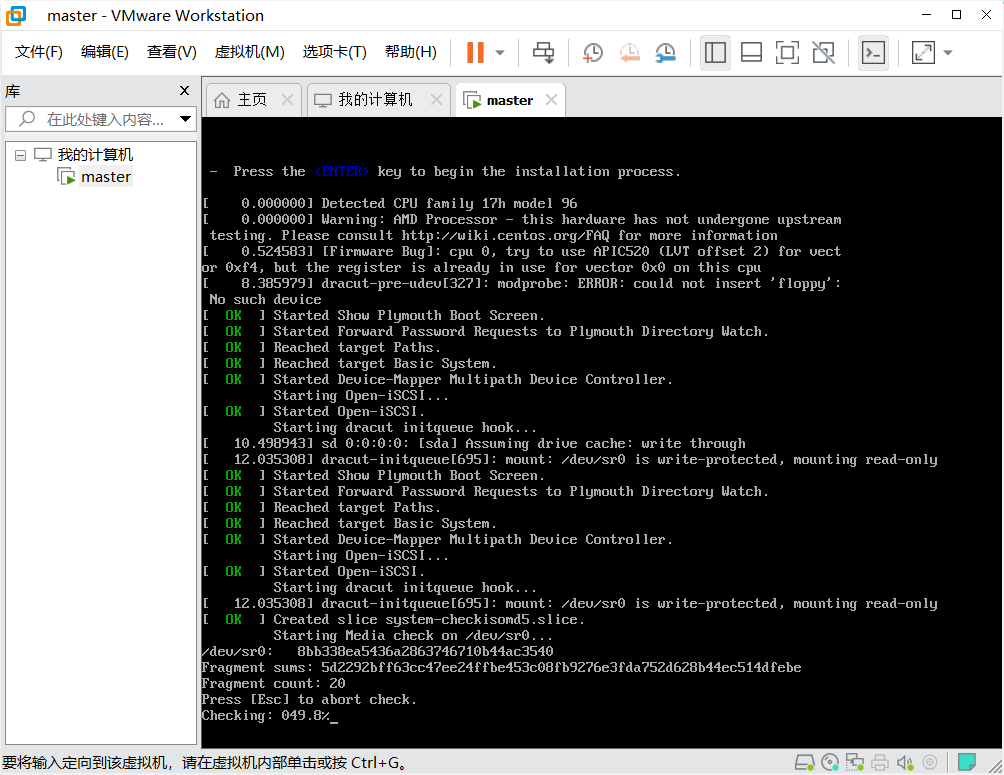 master - VMware Workstation
文件(F) 编辑(E) 查看(V) 虚拟机(M) 选项卡(T) 帮助(H)
库
在此处键入内容...
我的计算机
master
主页 我的计算机 master
- Press the <ENTER> key to begin the installation process.
[    0.000000] Detected CPU family 17h model 96
[    0.000000] Warning: AMD Processor - this hardware has not undergone upstream
 testing. Please consult http://wiki.centos.org/FAQ for more information
[    0.524583] [Firmware Bug]: cpu 0, try to use APIC520 (LVT offset 2) for vect
or 0xf4, but the register is already in use for vector 0x0 on this cpu
[    8.385979] dracut-pre-udev[327]: modprobe: ERROR: could not insert 'floppy':
 No such device
[  OK  ] Started Show Plymouth Boot Screen.
[  OK  ] Started Forward Password Requests to Plymouth Directory Watch.
[  OK  ] Reached target Paths.
[  OK  ] Reached target Basic System.
[  OK  ] Started Device-Mapper Multipath Device Controller.
         Starting Open-iSCSI...
[  OK  ] Started Open-iSCSI.
         Starting dracut initqueue hook...
[   10.498943] sd 0:0:0:0: [sda] Assuming drive cache: write through
[   12.035308] dracut-initqueue[695]: mount: /dev/sr0 is write-protected, mounting read-only
[  OK  ] Started Show Plymouth Boot Screen.
[  OK  ] Started Forward Password Requests to Plymouth Directory Watch.
[  OK  ] Reached target Paths.
[  OK  ] Reached target Basic System.
[  OK  ] Started Device-Mapper Multipath Device Controller.
         Starting Open-iSCSI...
[  OK  ] Started Open-iSCSI.
         Starting dracut initqueue hook...
[   12.035308] dracut-initqueue[695]: mount: /dev/sr0 is write-protected, mounting read-only
[  OK  ] Created slice system-checkisomd5.slice.
         Starting Media check on /dev/sr0...
/dev/sr0:   8bb338ea5436a2863746710b44ac3540
Fragment sums: 5d2292bff63cc47ee24ffbe453c08fb9276e3fda752d628b44ec514dfebe
Fragment count: 20
Press [Esc] to abort check.
Checking: 049.8%_
要将输入定向到该虚拟机，请在虚拟机内部单击或按 Ctrl+G。